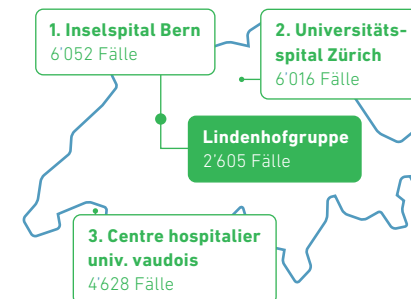 1. Inselspital Bern
6'052 Fälle
2. Universitäts-
spital Zürich
6'016 Fälle
Lindenhofgruppe
2'605 Fälle
3. Centre hospitalier
univ. vaudois
4'628 Fälle